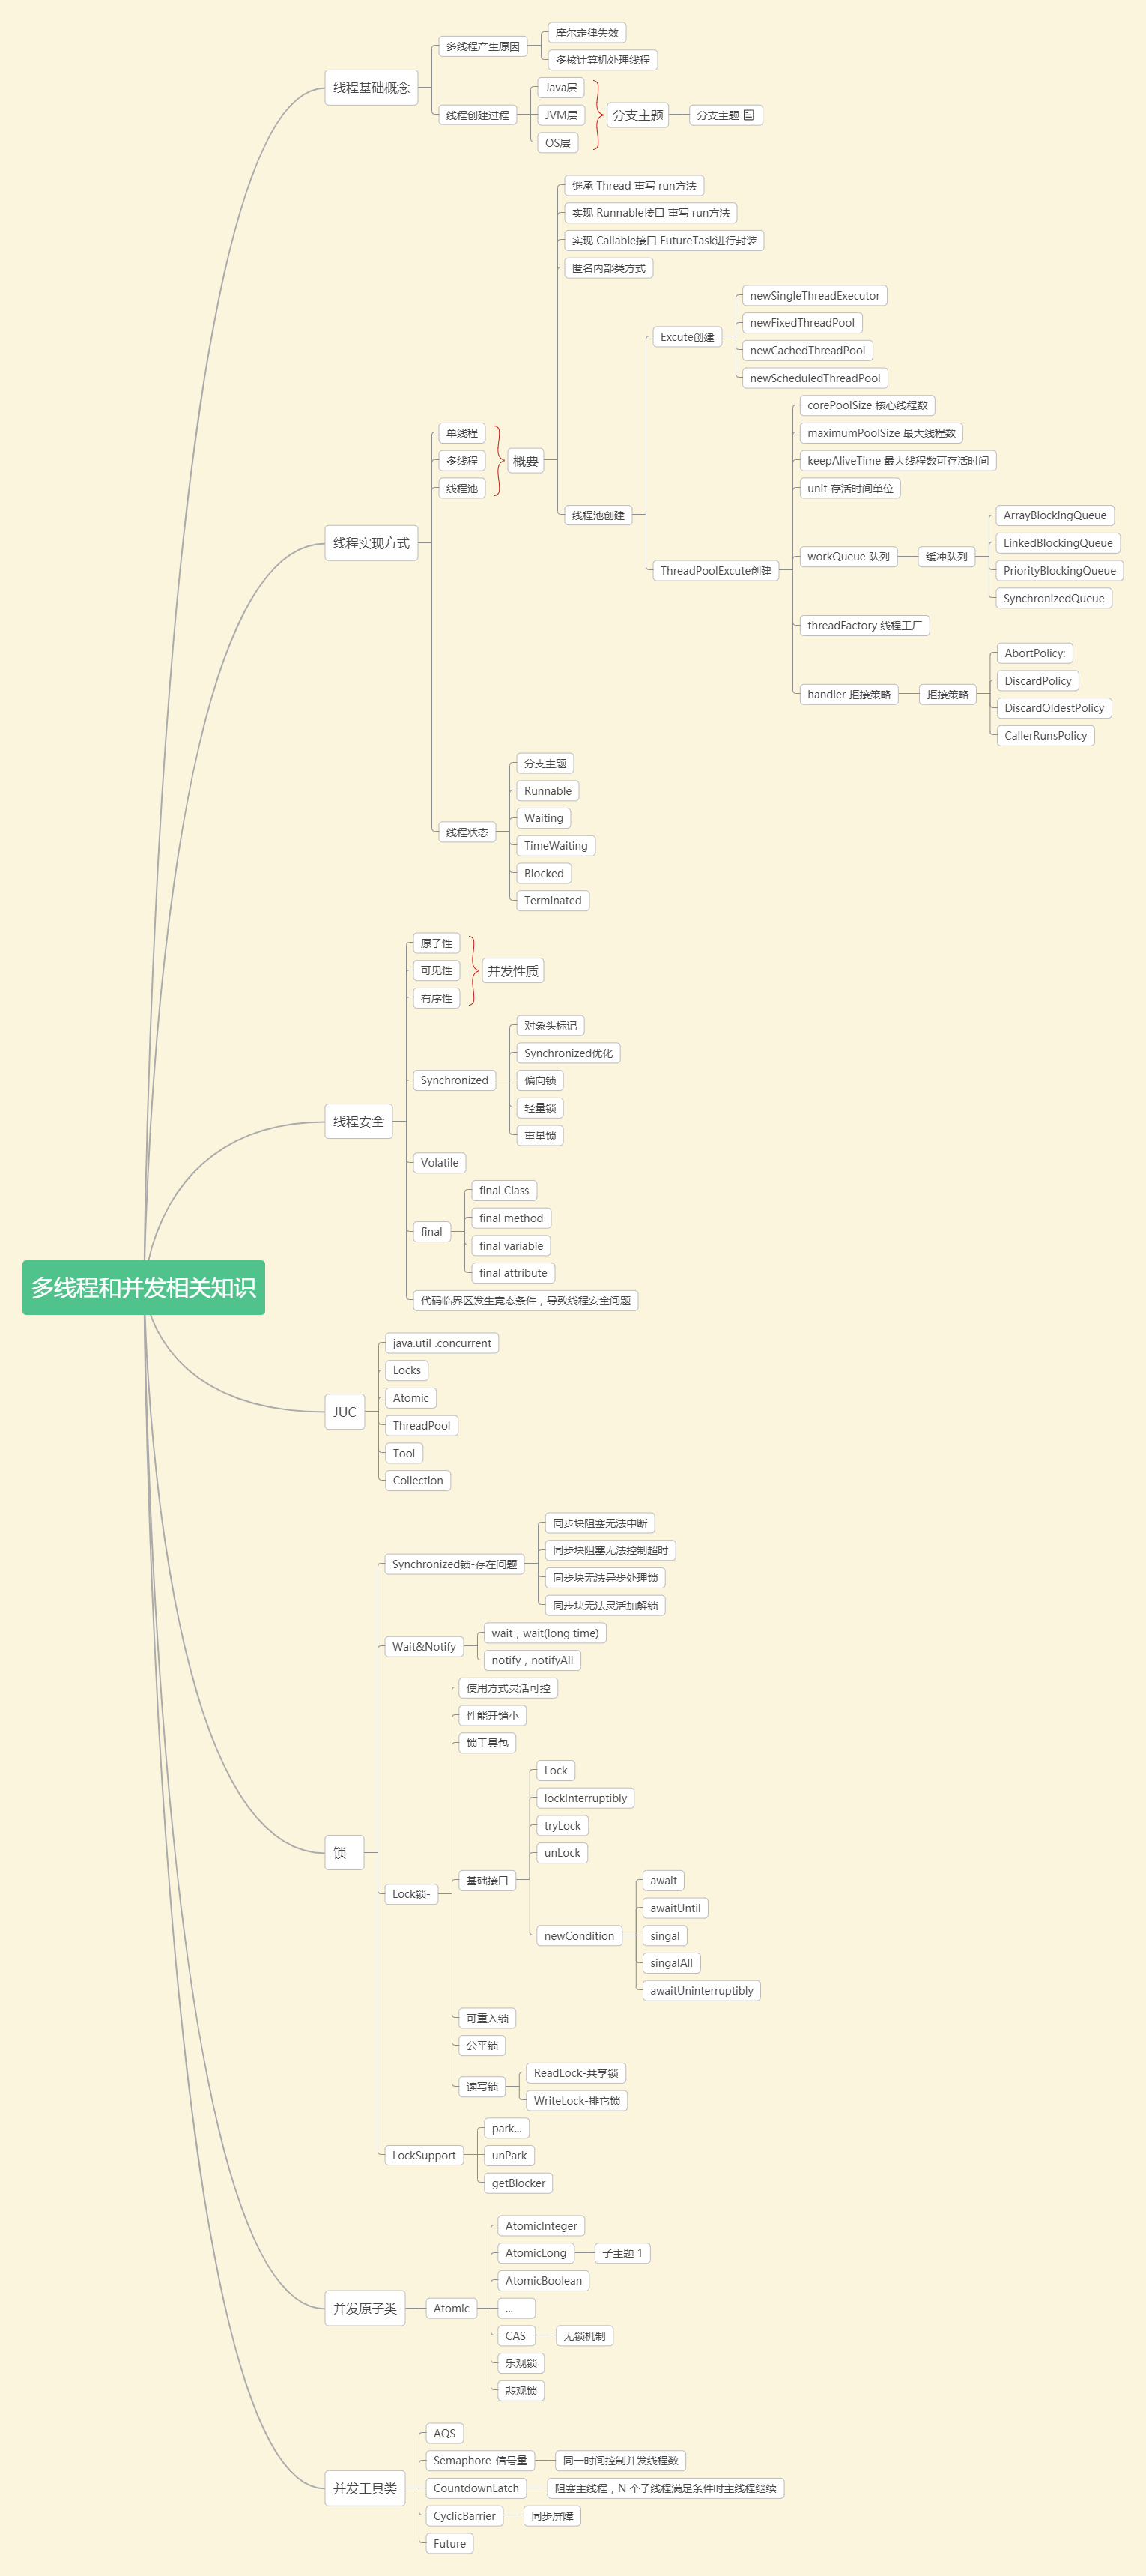 多线程和并发相关知识
线程基础概念
多线程产生原因
摩尔定律失效
多核计算机处理线程
线程创建过程
Java层
JVM层
OS层
分支主题
分支主题
线程实现方式
单线程
多线程
线程池
概要
继承 Thread 重写 run方法
实现 Runnable接口 重写 run方法
实现 Callable接口 FutureTask进行封装
匿名内部类方式
线程池创建
Excute创建
newSingleThreadExecutor
newFixedThreadPool
newCachedThreadPool
newScheduledThreadPool
ThreadPoolExcute创建
corePoolSize 核心线程数
maximumPoolSize 最大线程数
keepAliveTime 最大线程数可存活时间
unit 存活时间单位
workQueue 队列
缓冲队列
ArrayBlockingQueue
LinkedBlockingQueue
PriorityBlockingQueue
SynchronizedQueue
threadFactory 线程工厂
handler 拒接策略
拒接策略
AbortPolicy:
DiscardPolicy
DiscardOldestPolicy
CallerRunsPolicy
线程状态
分支主题
Runnable
Waiting
TimeWaiting
Blocked
Terminated
线程安全
原子性
可见性
有序性
并发性质
Synchronized
对象头标记
Synchronized优化
偏向锁
轻量锁
重量锁
Volatile
final
final Class
final method
final variable
final attribute
代码临界区发生竞态条件，导致线程安全问题
JUC
java.util .concurrent
Locks
Atomic
ThreadPool
Tool
Collection
锁
Synchronized锁-存在问题
同步块阻塞无法中断
同步块阻塞无法控制超时
同步块无法异步处理锁
同步块无法灵活加解锁
Wait&Notify
wait，wait(long time)
notify，notifyAll
Lock锁-
使用方式灵活可控
性能开销小
锁工具包
基础接口
Lock
lockInterruptibly
tryLock
unLock
newCondition
await
awaitUntil
singal
singalAll
awaitUninterruptibly
可重入锁
公平锁
读写锁
ReadLock-共享锁
WriteLock-排它锁
LockSupport
park...
unPark
getBlocker
并发原子类
Atomic
AtomicInteger
AtomicLong
子主题 1
AtomicBoolean
...
CAS
无锁机制
乐观锁
悲观锁
并发工具类
AQS
Semaphore-信号量
同一时间控制并发线程数
CountdownLatch
阻塞主线程，N 个子线程满足条件时主线程继续
CyclicBarrier
同步屏障
Future